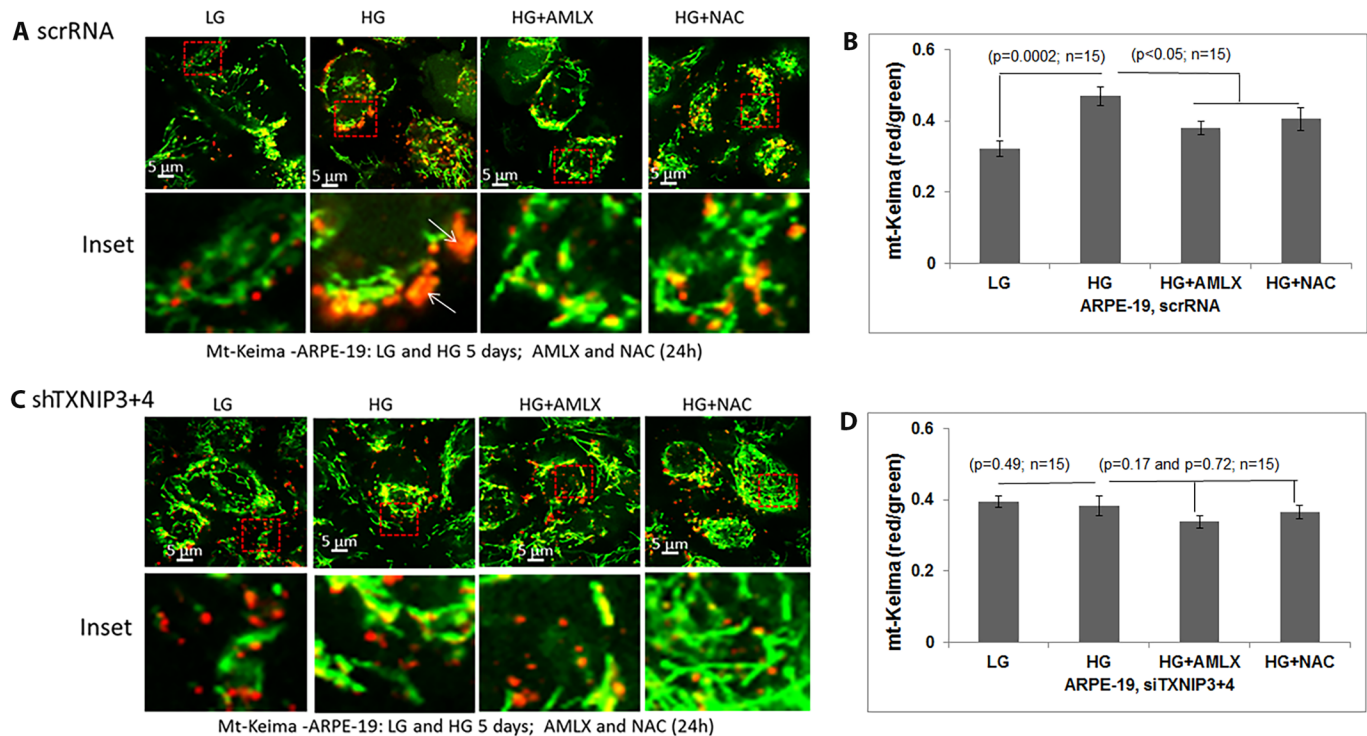 A scrRNA
LG HG HG+AMLX HG+NAC
5 µm 5 µm 5 µm 5 µm
Inset
Mt-Keima -ARPE-19: LG and HG 5 days; AMLX and NAC (24h)
B
mt-Keima (red/green)
0.6
0.4
0.2
0
(p=0.0002; n=15) (p<0.05; n=15)
LG HG HG+AMLX HG+NAC
ARPE-19, scrRNA
C shTXNIP3+4
LG HG HG+AMLX HG+NAC
5 µm 5 µm 5 µm 5 µm
Inset
Mt-Keima -ARPE-19: LG and HG 5 days; AMLX and NAC (24h)
D
mt-Keima (red/green)
0.6
0.4
0.2
0
(p=0.49; n=15) (p=0.17 and p=0.72; n=15)
LG HG HG+AMLX HG+NAC
ARPE-19, siTXNIP3+4